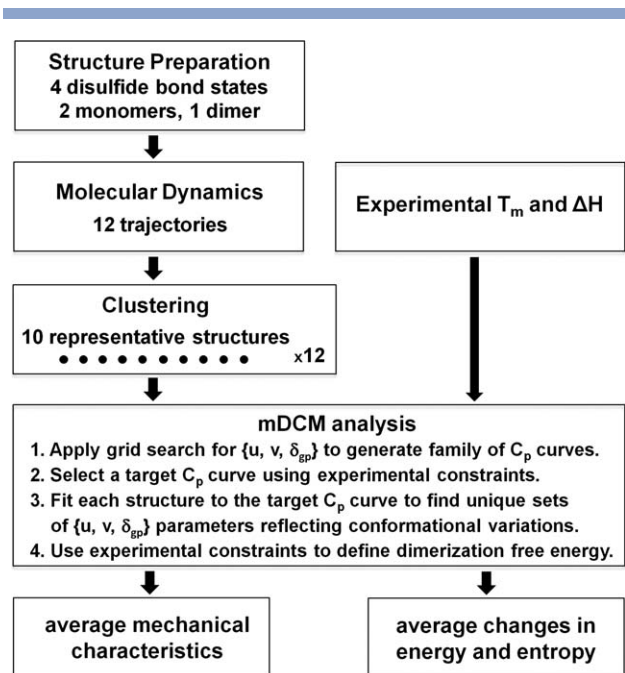 Structure Preparation
4 disulfide bond states
2 monomers, 1 dimer
Molecular Dynamics
12 trajectories
Experimental Tₘ and ΔH
Clustering
10 representative structures
● ● ● ● ● ● ● ● ● ● x12
mDCM analysis
1. Apply grid search for {u, v, δgp} to generate family of Cp curves.
2. Select a target Cp curve using experimental constraints.
3. Fit each structure to the target Cp curve to find unique sets
of {u, v, δgp} parameters reflecting conformational variations.
4. Use experimental constraints to define dimerization free energy.
average mechanical
characteristics
average changes in
energy and entropy